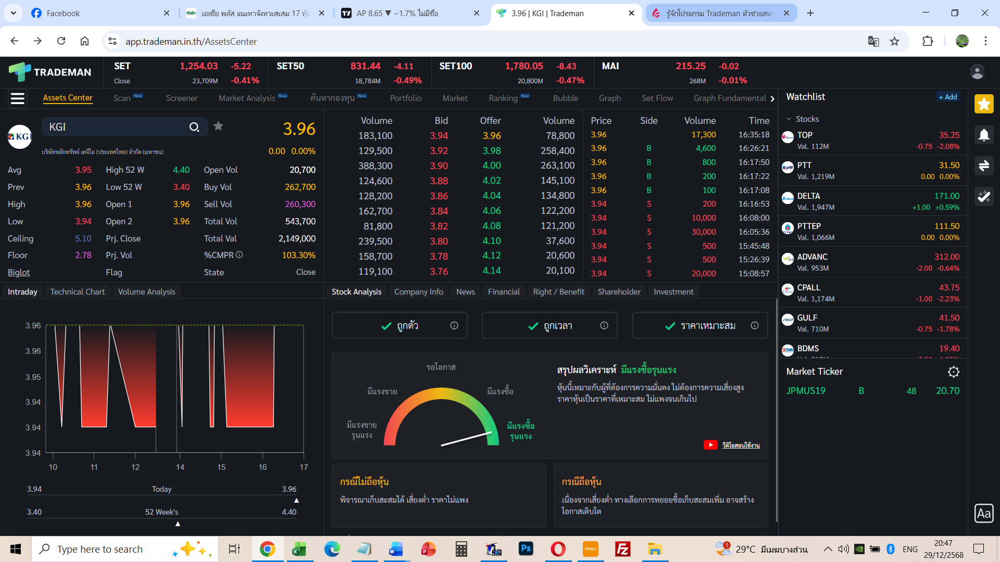 Facebook
เอเซีย พลัส แนะหาจังหวะสะสม 17 หุ้น
AP 8.65 ▼ −1.7% ไม่มีชื่อ
3.96 | KGI | Trademan
รู้จักโปรแกรม Trademan ตัวช่วยสแก
app.trademan.in.th/AssetsCenter
TRADEMAN
SET 1,254.03 -5.22
Close 23,709M -0.41%
SET50 831.44 -4.11
18,784M -0.49%
SET100 1,780.05 -8.43
20,800M -0.47%
MAI 215.25 -0.02
268M -0.01%
Assets Center Scan New Screener Market Analysis New ค้นหากองทุน New Portfolio Market Ranking New Bubble Graph Set Flow Graph Fundamental
KGI
KGI 3.96
บริษัทหลักทรัพย์ เคจีไอ (ประเทศไทย) จำกัด (มหาชน) 0.00 0.00%
Avg 3.95 High 52 W 4.40 Open Vol 20,700
Prev 3.96 Low 52 W 3.40 Buy Vol 262,700
High 3.96 Open 1 3.96 Sell Vol 260,300
Low 3.94 Open 2 3.96 Total Vol 543,700
Ceiling 5.10 Prj. Close Total Val 2,149,000
Floor 2.78 Prj. Vol %CMPR 103.30%
Biglot Flag State Close
Volume Bid Offer Volume
183,100 3.94 3.96 78,800
129,500 3.92 3.98 258,400
388,300 3.90 4.00 263,100
124,600 3.88 4.02 145,100
128,200 3.86 4.04 134,800
162,700 3.84 4.06 122,200
81,800 3.82 4.08 121,200
239,500 3.80 4.10 37,600
158,700 3.78 4.12 20,600
119,100 3.76 4.14 20,100
Price Side Volume Time
3.96 17,300 16:35:18
3.96 B 4,600 16:26:21
3.96 B 800 16:17:50
3.96 B 200 16:17:22
3.96 B 100 16:17:08
3.94 S 200 16:16:53
3.94 S 10,000 16:08:00
3.94 S 30,000 16:05:36
3.94 S 500 15:45:48
3.94 S 500 15:26:39
3.94 S 20,000 15:08:57
Intraday Technical Chart Volume Analysis
3.96
3.96
3.95
3.94
3.94
3.94
10 11 12 14 15 16 17
3.94 Today 3.96
3.40 52 Week's 4.40
Stock Analysis Company Info News Financial Right / Benefit Shareholder Investment
ถูกตัว ถูกเวลา ราคาเหมาะสม
รอโอกาส
มีแรงขาย มีแรงซื้อ
มีแรงขาย
รุนแรง
มีแรงซื้อ
รุนแรง
สรุปผลวิเคราะห์ มีแรงซื้อรุนแรง
หุ้นนี้เหมาะกับผู้ที่ต้องการความมั่นคง ไม่ต้องการความเสี่ยงสูง
ราคาหุ้นเป็นราคาที่เหมาะสม ไม่แพงจนเกินไป
วีดีโอสอนใช้งาน
กรณีไม่ถือหุ้น
พิจารณาเก็บสะสมได้ เสี่ยงต่ำ ราคาไม่แพง
กรณีถือหุ้น
เนื่องจากเสี่ยงต่ำ ทางเลือกการทยอยซื้อเก็บสะสมเพิ่ม อาจสร้าง
โอกาสเติบโต
Watchlist + Add
Stocks
TOP 35.25
Val. 112M -0.75 -2.08%
PTT 31.50
Val. 1,219M 0.00 0.00%
DELTA 171.00
Val. 1,947M +1.00 +0.59%
PTTEP 111.50
Val. 1,066M 0.00 0.00%
ADVANC 312.00
Val. 953M -2.00 -0.64%
CPALL 43.75
Val. 1,174M -1.00 -2.23%
GULF 41.50
Val. 710M -0.75 -1.78%
BDMS 19.40
Market Ticker
JPMUS19 B 48 20.70
Aa
Type here to search
29°C มีเมฆบางส่วน
ENG
20:47
29/12/2568